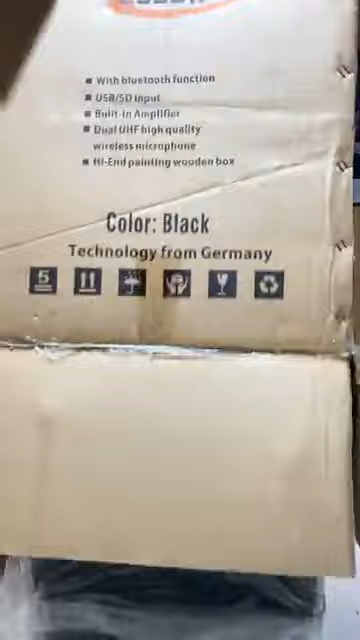 ■ With bluetooth function
■ USB/SD input
■ Built-in Amplifier
■ Dual UHF high quality
wireless microphone
■ Hi-End painting wooden box
Color: Black
Technology from Germany
5